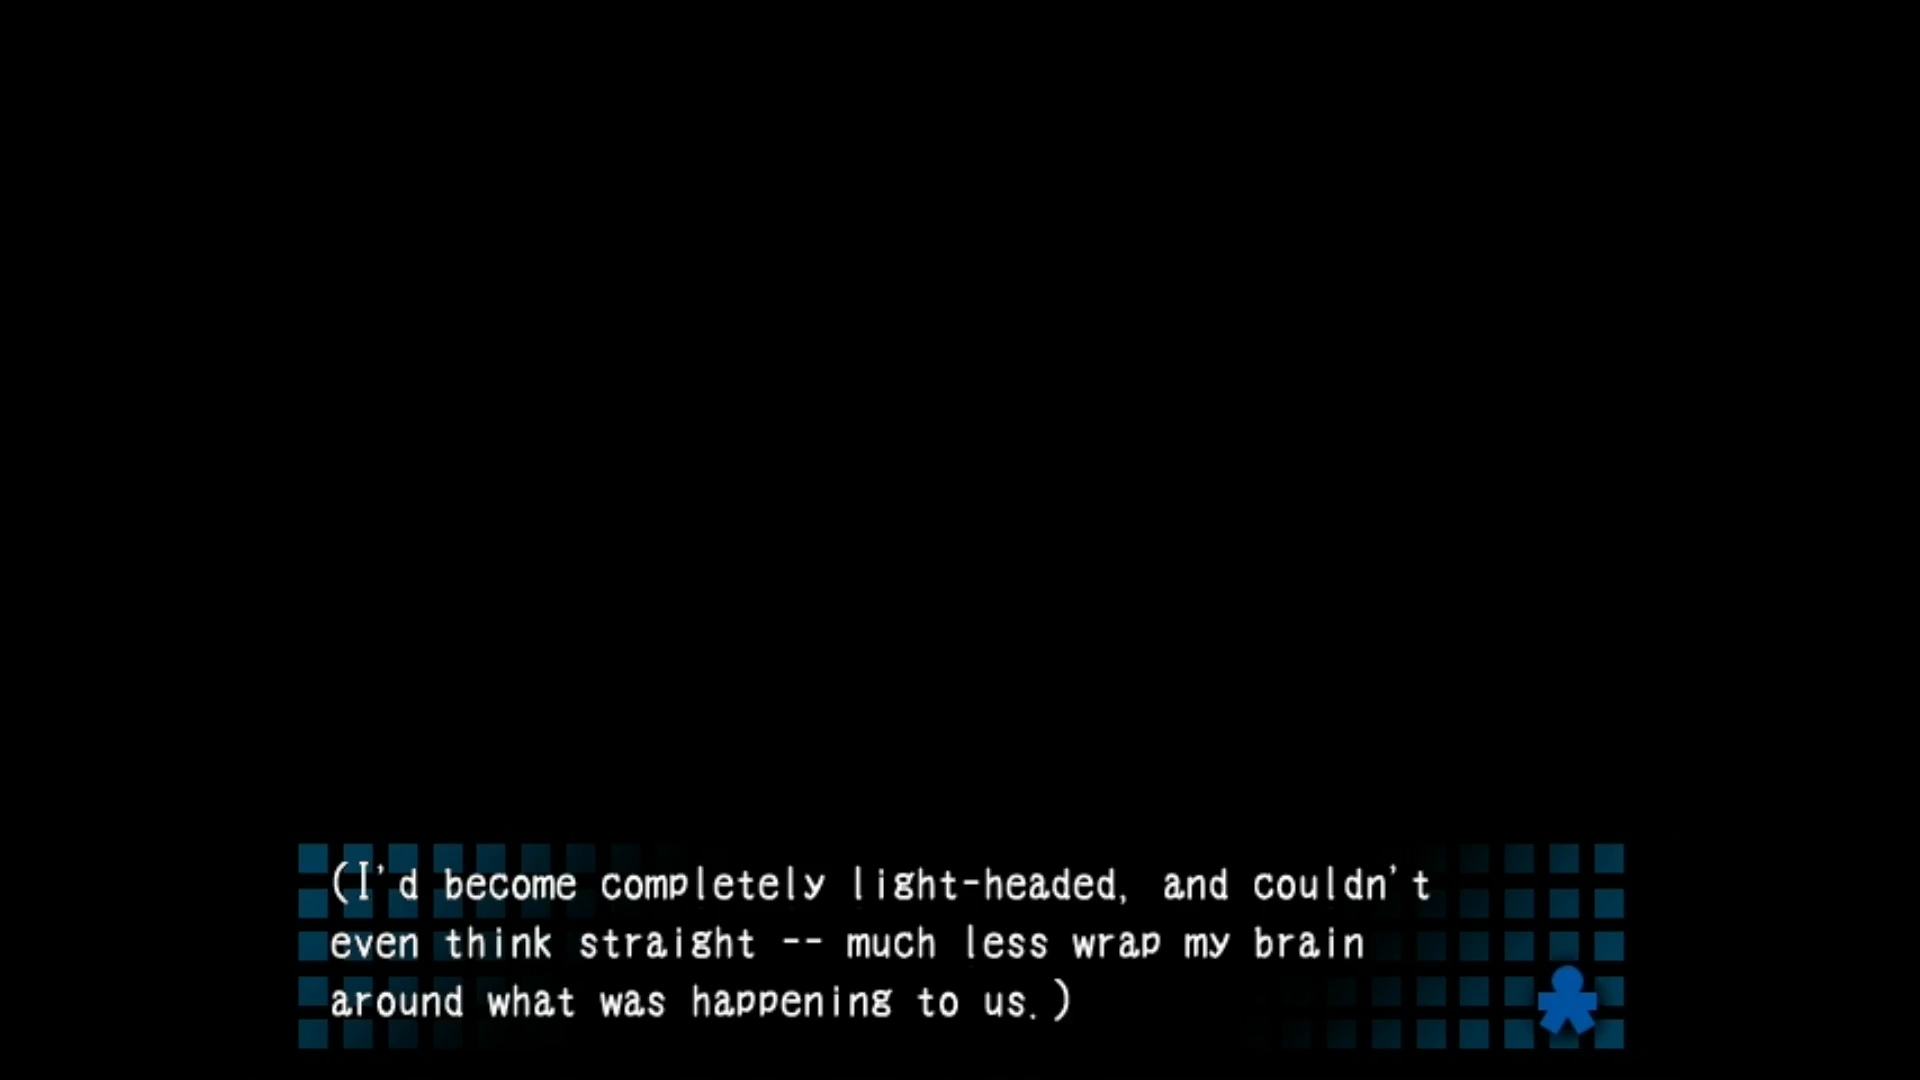 (I'd become completely light-headed, and couldn't
even think straight -- much less wrap my brain
around what was happening to us.)